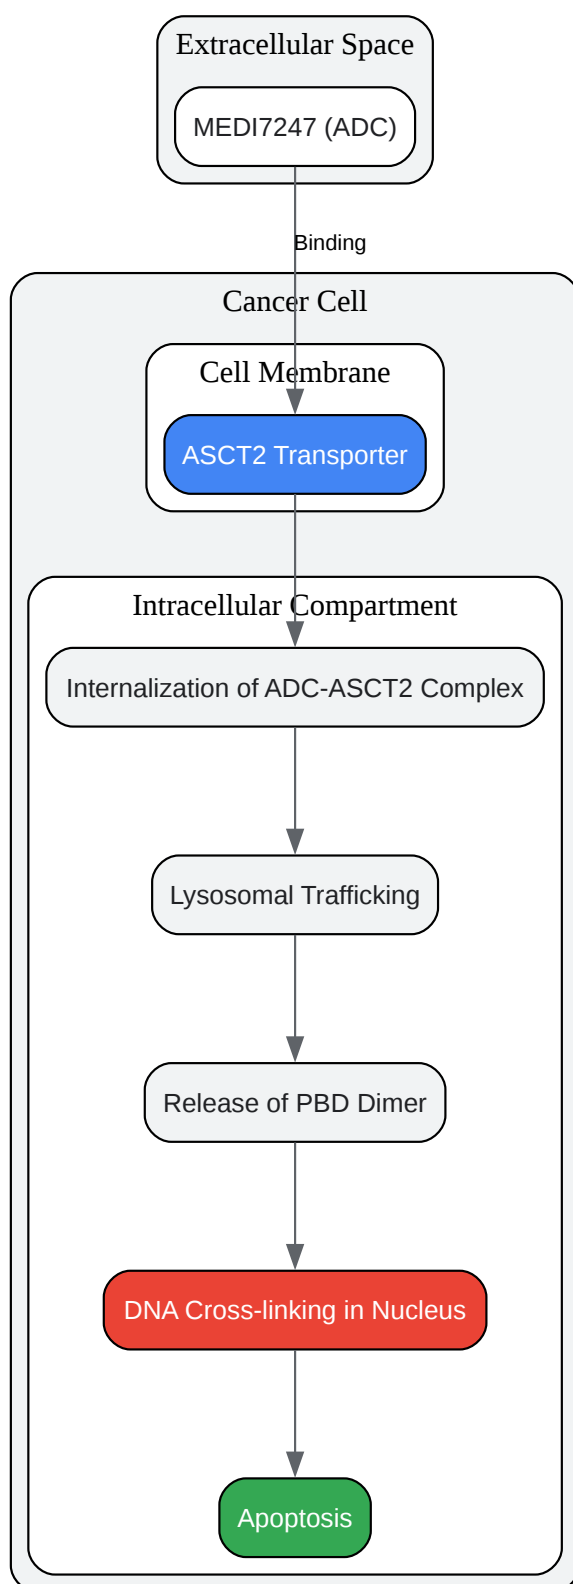 Extracellular Space
MEDI7247 (ADC)
Binding
Cancer Cell
Cell Membrane
ASCT2 Transporter
Intracellular Compartment
Internalization of ADC-ASCT2 Complex
Lysosomal Trafficking
Release of PBD Dimer
DNA Cross-linking in Nucleus
Apoptosis